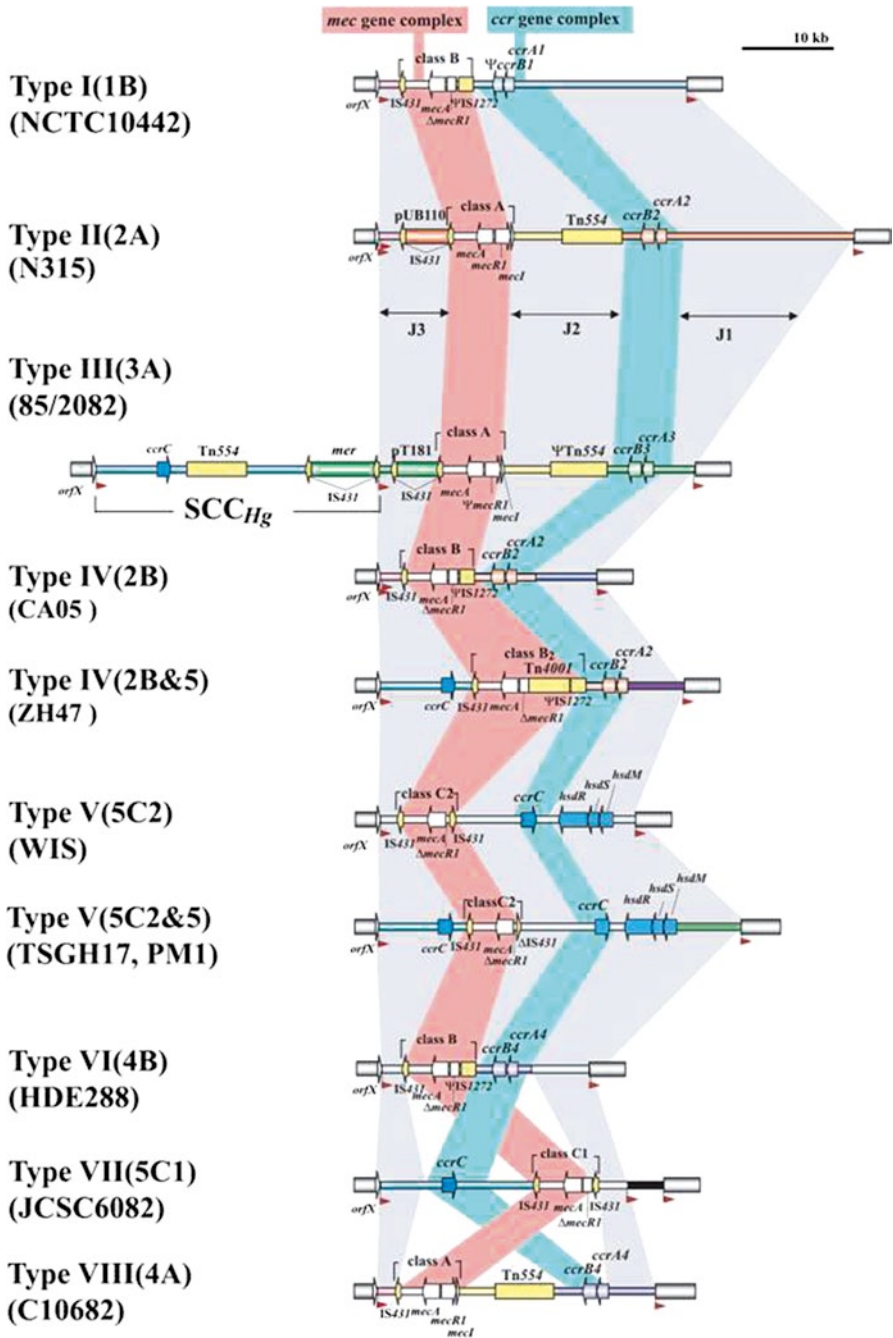 mec gene complex ccr gene complex
10 kb
class B ccrA1
ΨccrB1
Type I(1B)
(NCTC10442)
orfX IS431 mecA ΨIS1272
ΔmecR1
class A ccrA2
pUB110 Tn554 ccrB2
Type II(2A)
(N315)
orfX IS431 mecA mecR1
mecI
J3 J2 J1
Type III(3A)
(85/2082)
class A ccrA3
ccrC Tn554 mer pT181 ΨTn554 ccrB3
orfX IS431 IS431 mecA ΨmecR1
mecI
SCCHg
class B ccrA2
ccrB2
Type IV(2B)
(CA05 )
orfX IS431 mecA ΨIS1272
ΔmecR1
class B2 ccrA2
Tn4001 ccrB2
Type IV(2B&5)
(ZH47 )
orfX ccrC IS431 mecA ΨIS1272
ΔmecR1
hsdM
hsdS
class C2 ccrC hsdR
Type V(5C2)
(WIS)
orfX IS431 mecA IS431
ΔmecR1
hsdM
hsdS
classC2 ccrC hsdR
Type V(5C2&5)
(TSGH17, PM1)
orfX ccrC IS431 mecA ΔIS431
ΔmecR1
class B ccrA4
ccrB4
Type VI(4B)
(HDE288)
orfX IS431 mecA ΨIS1272
ΔmecR1
ccrC class C1
Type VII(5C1)
(JCSC6082)
orfX IS431 mecA IS431
ΔmecR1
class A ccrA4
Tn554 ccrB4
Type VIII(4A)
(C10682)
orfX IS431 mecA
mecR1
mecI